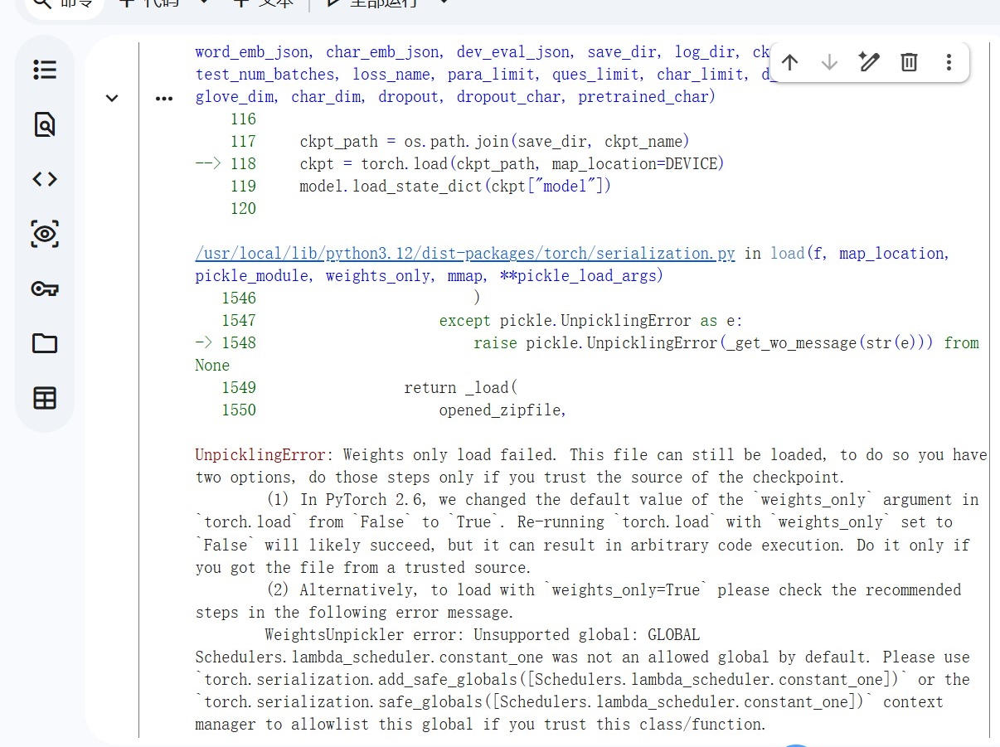 命令 + 代码 + 文本 全部运行
word_emb_json, char_emb_json, dev_eval_json, save_dir, log_dir, ck
test_num_batches, loss_name, para_limit, ques_limit, char_limit, d_
glove_dim, char_dim, dropout, dropout_char, pretrained_char)
116
117 ckpt_path = os.path.join(save_dir, ckpt_name)
--> 118 ckpt = torch.load(ckpt_path, map_location=DEVICE)
119 model.load_state_dict(ckpt["model"])
120
/usr/local/lib/python3.12/dist-packages/torch/serialization.py in load(f, map_location,
pickle_module, weights_only, mmap, **pickle_load_args)
1546 )
1547 except pickle.UnpicklingError as e:
-> 1548 raise pickle.UnpicklingError(_get_wo_message(str(e))) from
None
1549 return _load(
1550 opened_zipfile,
UnpicklingError: Weights only load failed. This file can still be loaded, to do so you have
two options, do those steps only if you trust the source of the checkpoint.
(1) In PyTorch 2.6, we changed the default value of the `weights_only` argument in
`torch.load` from `False` to `True`. Re-running `torch.load` with `weights_only` set to
`False` will likely succeed, but it can result in arbitrary code execution. Do it only if
you got the file from a trusted source.
(2) Alternatively, to load with `weights_only=True` please check the recommended
steps in the following error message.
WeightsUnpickler error: Unsupported global: GLOBAL
Schedulers.lambda_scheduler.constant_one was not an allowed global by default. Please use
`torch.serialization.add_safe_globals([Schedulers.lambda_scheduler.constant_one])` or the
`torch.serialization.safe_globals([Schedulers.lambda_scheduler.constant_one])` context
manager to allowlist this global if you trust this class/function.